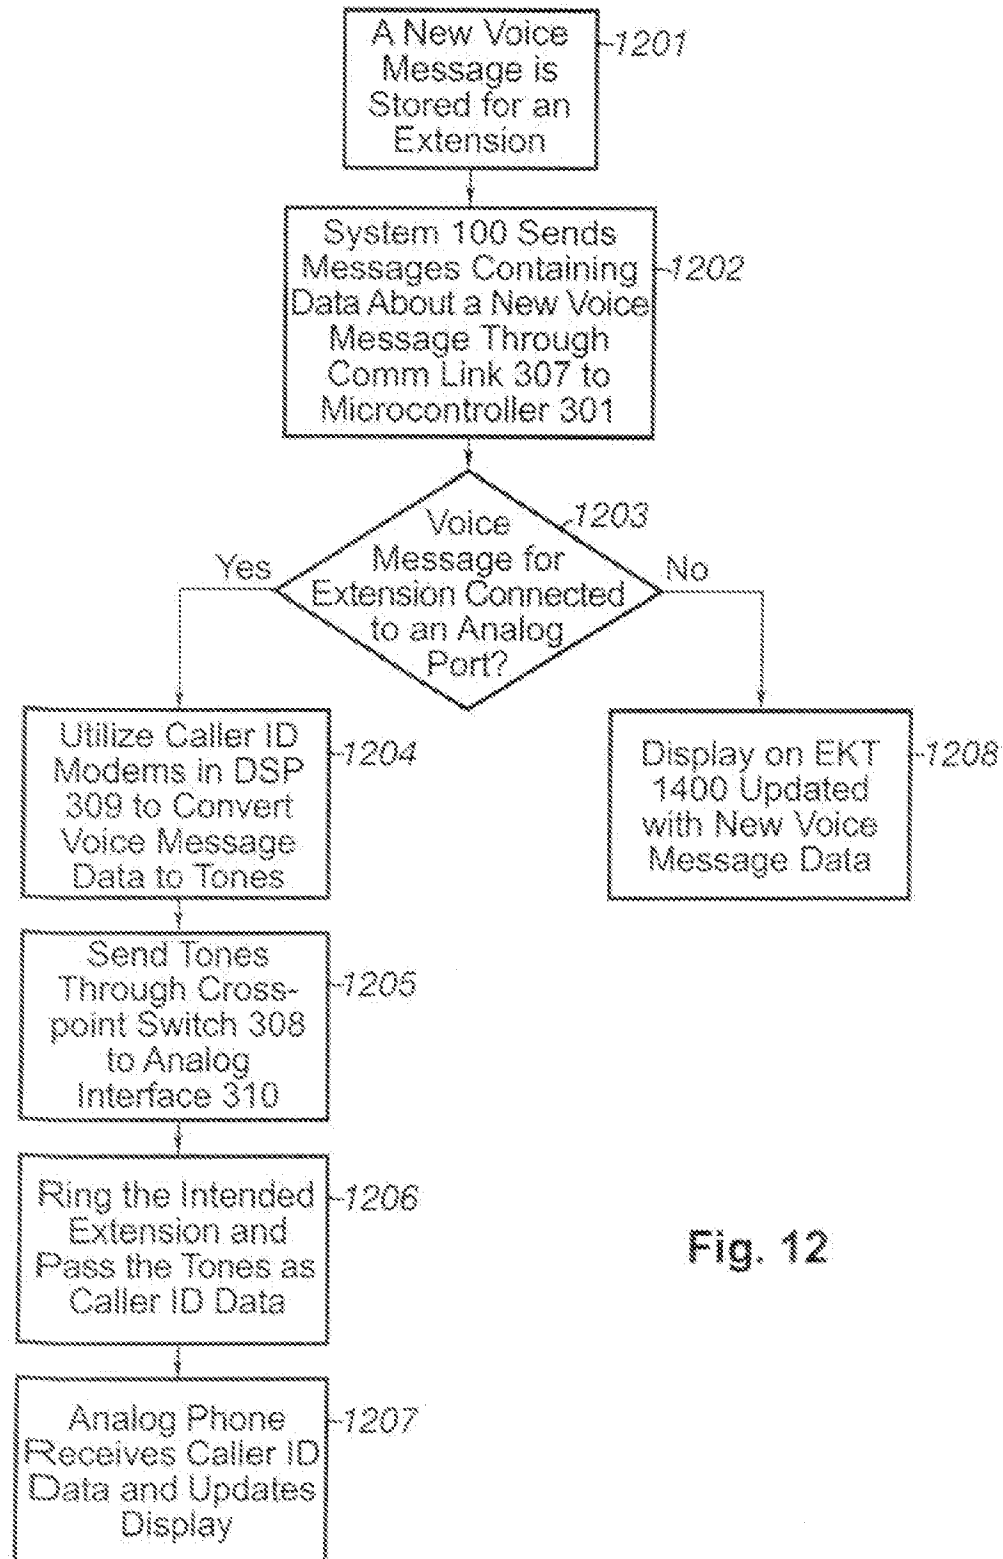 A New Voice
Message is
Stored for an
Extension
1201
System 100 Sends
Messages Containing
Data About a New Voice
Message Through
Comm Link 307 to
Microcontroller 301
1202
Voice
Message for
Extension Connected
to an Analog
Port?
1203
Yes
No
Utilize Caller ID
Modems in DSP
309 to Convert
Voice Message
Data to Tones
1204
Display on EKT
1400 Updated
with New Voice
Message Data
1208
Send Tones
Through Cross-
point Switch 308
to Analog
Interface 310
1205
Ring the Intended
Extension and
Pass the Tones as
Caller ID Data
1206
Fig. 12
Analog Phone
Receives Caller ID
Data and Updates
Display
1207